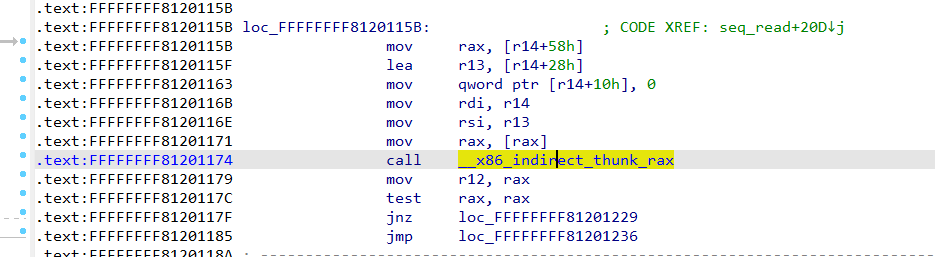 .text:FFFFFFFF8120115B
.text:FFFFFFFF8120115B loc_FFFFFFFF8120115B: ; CODE XREF: seq_read+20D↓j
.text:FFFFFFFF8120115B mov rax, [r14+58h]
.text:FFFFFFFF8120115F lea r13, [r14+28h]
.text:FFFFFFFF81201163 mov qword ptr [r14+10h], 0
.text:FFFFFFFF8120116B mov rdi, r14
.text:FFFFFFFF8120116E mov rsi, r13
.text:FFFFFFFF81201171 mov rax, [rax]
.text:FFFFFFFF81201174 call __x86_indirect_thunk_rax
.text:FFFFFFFF81201179 mov r12, rax
.text:FFFFFFFF8120117C test rax, rax
.text:FFFFFFFF8120117F jnz loc_FFFFFFFF81201229
.text:FFFFFFFF81201185 jmp loc_FFFFFFFF81201236
.text:FFFFFFFF8120118A ; ---------------------------------------------------------------------------